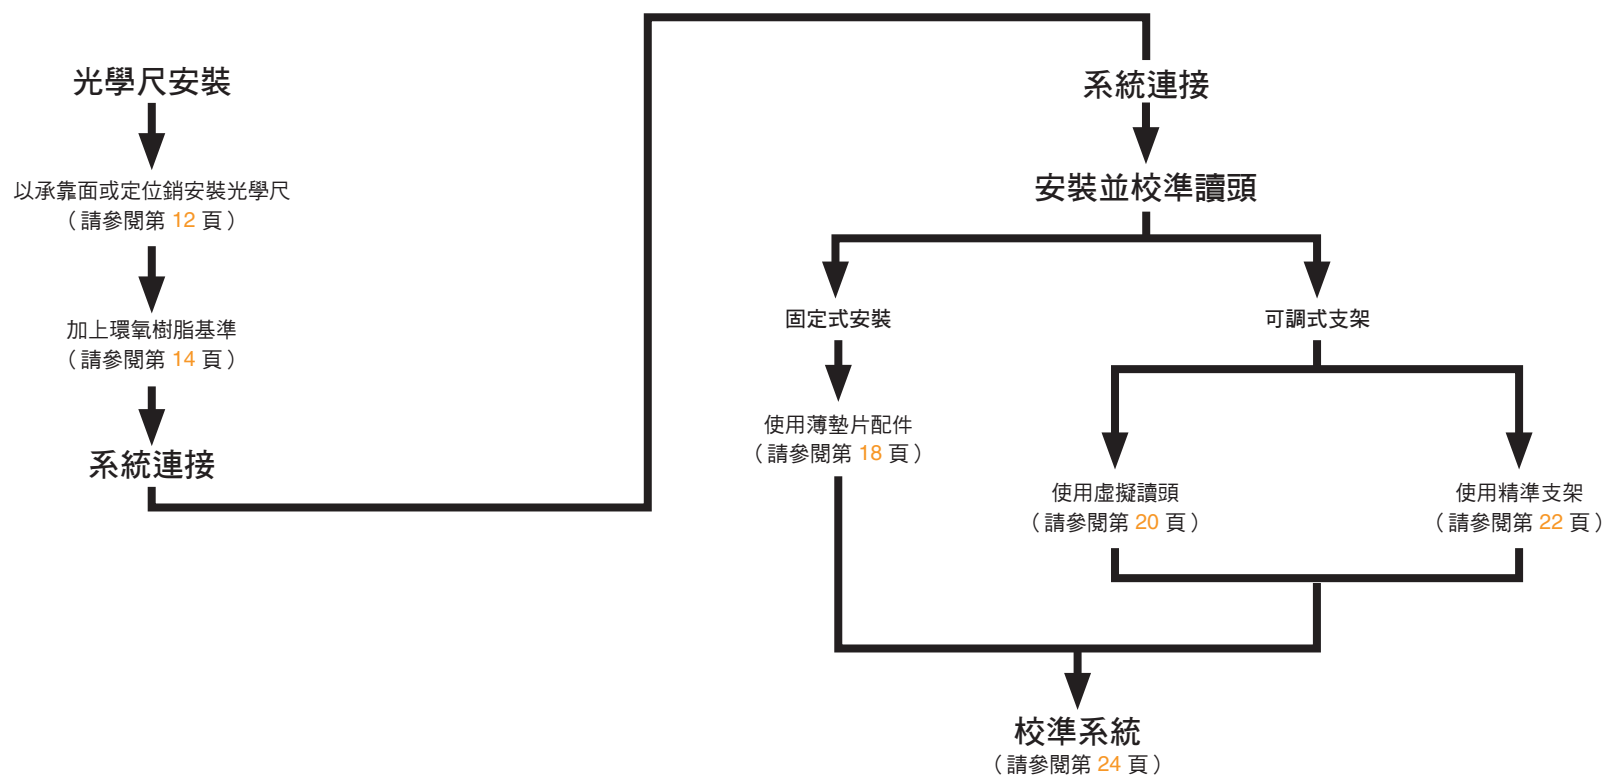 光學尺安裝
以承靠面或定位銷安裝光學尺
（請參閱第 12 頁）
加上環氧樹脂基準
（請參閱第 14 頁）
系統連接
系統連接
安裝並校準讀頭
固定式安裝
可調式支架
使用薄墊片配件
（請參閱第 18 頁）
使用虛擬讀頭
（請參閱第 20 頁）
使用精準支架
（請參閱第 22 頁）
校準系統
（請參閱第 24 頁）